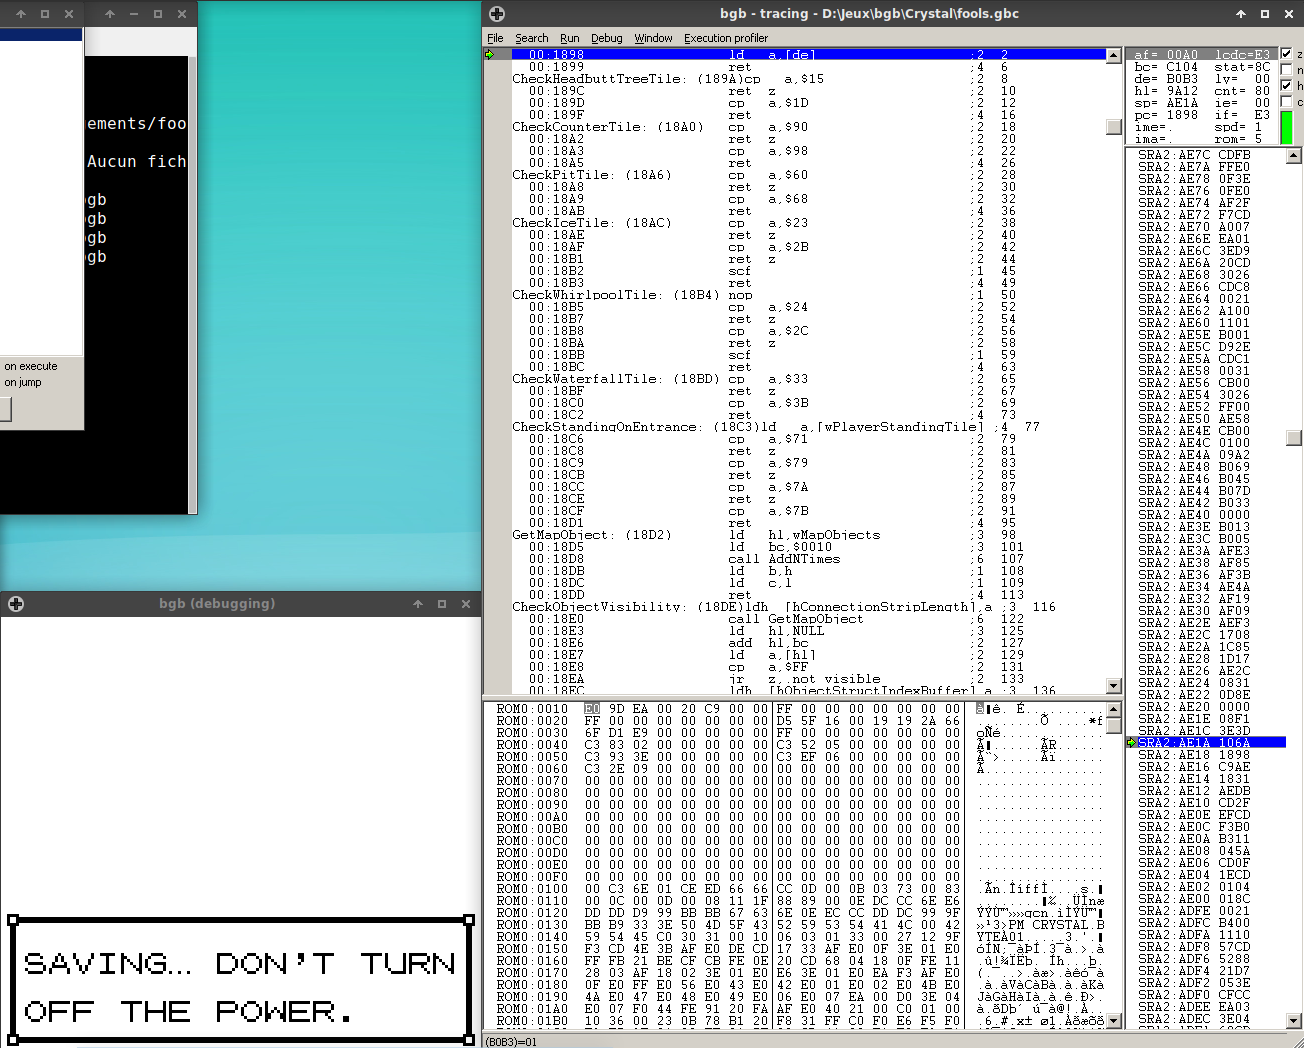 bgb - tracing - D:\Jeux\bgb\Crystal\fools.gbc
File Search Run Debug Window Execution profiler
00:1898 ld a,[de] ;2 2
00:1899 ret ;4 6
CheckHeadbuttTreeTile: (189A)cp a,$15 ;2 8
00:189C ret z ;2 10
00:189D cp a,$1D ;2 12
00:189F ret ;4 16
CheckCounterTile: (18A0) cp a,$90 ;2 18
00:18A2 ret z ;2 20
00:18A3 cp a,$98 ;2 22
00:18A5 ret ;4 26
CheckPitTile: (18A6) cp a,$60 ;2 28
00:18A8 ret z ;2 30
00:18A9 cp a,$68 ;2 32
00:18AB ret ;4 36
CheckIceTile: (18AC) cp a,$23 ;2 38
00:18AE ret z ;2 40
00:18AF cp a,$2B ;2 42
00:18B1 ret z ;2 44
00:18B2 scf ;1 45
00:18B3 ret ;4 49
CheckWhirlpoolTile: (18B4) nop ;1 50
00:18B5 cp a,$24 ;2 52
00:18B7 ret z ;2 54
00:18B8 cp a,$2C ;2 56
00:18BA ret z ;2 58
00:18BB scf ;1 59
00:18BC ret ;4 63
CheckWaterfallTile: (18BD) cp a,$33 ;2 65
00:18BF ret z ;2 67
00:18C0 cp a,$3B ;2 69
00:18C2 ret ;4 73
CheckStandingOnEntrance: (18C3)ld a,[wPlayerStandingTile] ;4 77
00:18C6 cp a,$71 ;2 79
00:18C8 ret z ;2 81
00:18C9 cp a,$79 ;2 83
00:18CB ret z ;2 85
00:18CC cp a,$7A ;2 87
00:18CE ret z ;2 89
00:18CF cp a,$7B ;2 91
00:18D1 ret ;4 95
GetMapObject: (18D2) ld hl,wMapObjects ;3 98
00:18D5 ld bc,$0010 ;3 101
00:18D8 call AddNTimes ;6 107
00:18DB ld b,h ;1 108
00:18DC ld c,l ;1 109
00:18DD ret ;4 113
CheckObjectVisibility: (18DE)ldh [hConnectionStripLength],a ;3 116
00:18E0 call GetMapObject ;6 122
00:18E3 ld hl,NULL ;3 125
00:18E6 add hl,bc ;2 127
00:18E7 ld a,[hl] ;2 129
00:18E8 cp a,$FF ;2 131
00:18EA jr z,.not visible ;2 133
00:18EC ldh [hObjectStructIndexBuffer],a ;3 136
af= 00A0 lcdc=E3 z
bc= C104 stat=8C n
de= B0B3 ly= 00 h
hl= 9A12 cnt= 80 c
sp= AE1A ie= 00
pc= 1898 if= E3
ime=. spd= 1
ima=. rom= 5
SRA2:AE7C CDFB
SRA2:AE7A FFE0
SRA2:AE78 0F3E
SRA2:AE76 0FE0
SRA2:AE74 AF2F
SRA2:AE72 F7CD
SRA2:AE70 A007
SRA2:AE6E EA01
SRA2:AE6C 3ED9
SRA2:AE6A 20CD
SRA2:AE68 3026
SRA2:AE66 CDC8
SRA2:AE64 0021
SRA2:AE62 A100
SRA2:AE60 1101
SRA2:AE5E B001
SRA2:AE5C D92E
SRA2:AE5A CDC1
SRA2:AE58 0031
SRA2:AE56 CB00
SRA2:AE54 3026
SRA2:AE52 FF00
SRA2:AE50 AE58
SRA2:AE4E CB00
SRA2:AE4C 0100
SRA2:AE4A 09A2
SRA2:AE48 B069
SRA2:AE46 B045
SRA2:AE44 B07D
SRA2:AE42 B033
SRA2:AE40 0000
SRA2:AE3E B013
SRA2:AE3C B005
SRA2:AE3A AFE3
SRA2:AE38 AF85
SRA2:AE36 AF3B
SRA2:AE34 AE4A
SRA2:AE32 AF19
SRA2:AE30 AF09
SRA2:AE2E AEF3
SRA2:AE2C 1708
SRA2:AE2A 1C85
SRA2:AE28 1D17
SRA2:AE26 AE2C
SRA2:AE24 0831
SRA2:AE22 0D8E
SRA2:AE20 0000
SRA2:AE1E 08F1
SRA2:AE1C 3E3D
SRA2:AE1A 106A
SRA2:AE18 1898
SRA2:AE16 C9AE
SRA2:AE14 1831
SRA2:AE12 AEDB
SRA2:AE10 CD2F
SRA2:AE0E EFCD
SRA2:AE0C F3B0
SRA2:AE0A B311
SRA2:AE08 045A
SRA2:AE06 CD0F
SRA2:AE04 1ECD
SRA2:AE02 0104
SRA2:AE00 018C
SRA2:ADFE 0021
SRA2:ADFC B400
SRA2:ADFA 1110
SRA2:ADF8 57CD
SRA2:ADF6 5288
SRA2:ADF4 21D7
SRA2:ADF2 053E
SRA2:ADF0 CFCC
SRA2:ADEE EA03
SRA2:ADEC 3E04
ROM0:0010 E0 9D EA 00 20 C9 00 00 FF 00 00 00 00 00 00 00
ROM0:0020 FF 00 00 00 00 00 00 00 D5 5F 16 00 19 19 2A 66
ROM0:0030 6F D1 E9 00 00 00 00 00 FF 00 00 00 00 00 00 00
ROM0:0040 C3 83 02 00 00 00 00 00 C3 52 05 00 00 00 00 00
ROM0:0050 C3 93 3E 00 00 00 00 00 C3 EF 06 00 00 00 00 00
ROM0:0060 C3 2E 09 00 00 00 00 00 00 00 00 00 00 00 00 00
ROM0:0070 00 00 00 00 00 00 00 00 00 00 00 00 00 00 00 00
ROM0:0080 00 00 00 00 00 00 00 00 00 00 00 00 00 00 00 00
ROM0:0090 00 00 00 00 00 00 00 00 00 00 00 00 00 00 00 00
ROM0:00A0 00 00 00 00 00 00 00 00 00 00 00 00 00 00 00 00
ROM0:00B0 00 00 00 00 00 00 00 00 00 00 00 00 00 00 00 00
ROM0:00C0 00 00 00 00 00 00 00 00 00 00 00 00 00 00 00 00
ROM0:00D0 00 00 00 00 00 00 00 00 00 00 00 00 00 00 00 00
ROM0:00E0 00 00 00 00 00 00 00 00 00 00 00 00 00 00 00 00
ROM0:00F0 00 00 00 00 00 00 00 00 00 00 00 00 00 00 00 00
ROM0:0100 00 C3 6E 01 CE ED 66 66 CC 0D 00 0B 03 73 00 83
ROM0:0110 00 0C 00 0D 00 08 11 1F 88 89 00 0E DC CC 6E E6
ROM0:0120 DD DD D9 99 BB BB 67 63 6E 0E EC CC DD DC 99 9F
ROM0:0130 BB B9 33 3E 50 4D 5F 43 52 59 53 54 41 4C 00 42
ROM0:0140 59 54 45 C0 30 31 00 10 06 03 01 33 00 27 12 9F
ROM0:0150 F3 CD 4E 3B AF E0 DE CD 17 33 AF E0 0F 3E 01 E0
ROM0:0160 FF FB 21 BE CF CB FE 0E 20 CD 68 04 18 0F FE 11
ROM0:0170 28 03 AF 18 02 3E 01 E0 E6 3E 01 E0 EA F3 AF E0
ROM0:0180 0F E0 FF E0 56 E0 43 E0 42 E0 01 E0 02 E0 4B E0
ROM0:0190 4A E0 47 E0 48 E0 49 E0 06 E0 07 EA 00 D0 3E 04
ROM0:01A0 E0 07 F0 44 FE 91 20 FA AF E0 40 21 00 C0 01 00
ROM0:01B0 10 36 00 23 0B 78 B1 20 F8 31 FF C0 F0 E6 F5 F0
(B0B3)=01
ements/foo
Aucun fich
gb
gb
gb
gb
on execute
on jump
bgb (debugging)
SAVING… DON'T TURN
OFF THE POWER.